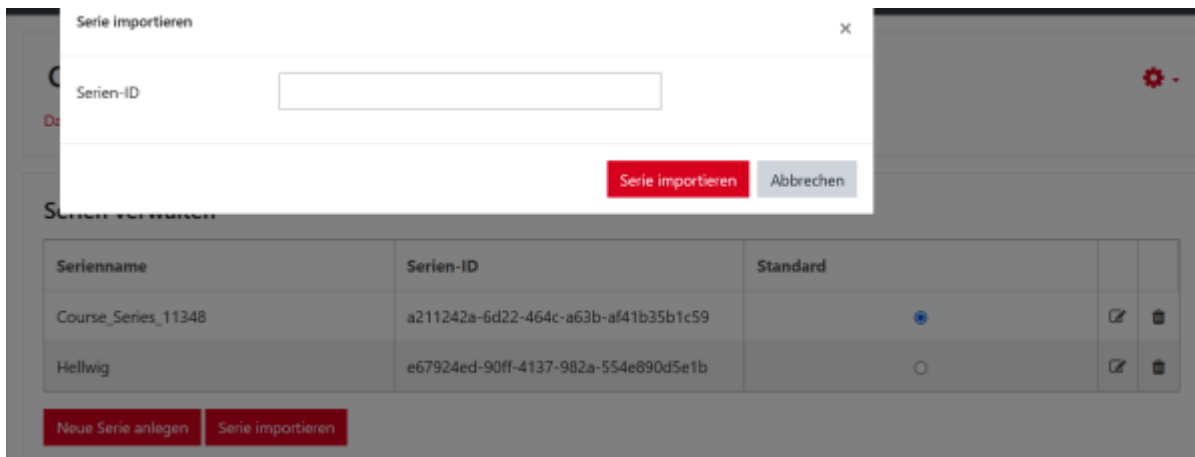 Serie importieren ×
Serien-ID
Serie importieren Abbrechen
Serienname Serien-ID Standard
Course_Series_11348 a211242a-6d22-464c-a63b-af41b35b1c59
Hellwig e67924ed-90ff-4137-982a-554e890d5e1b
Neue Serie anlegen Serie importieren